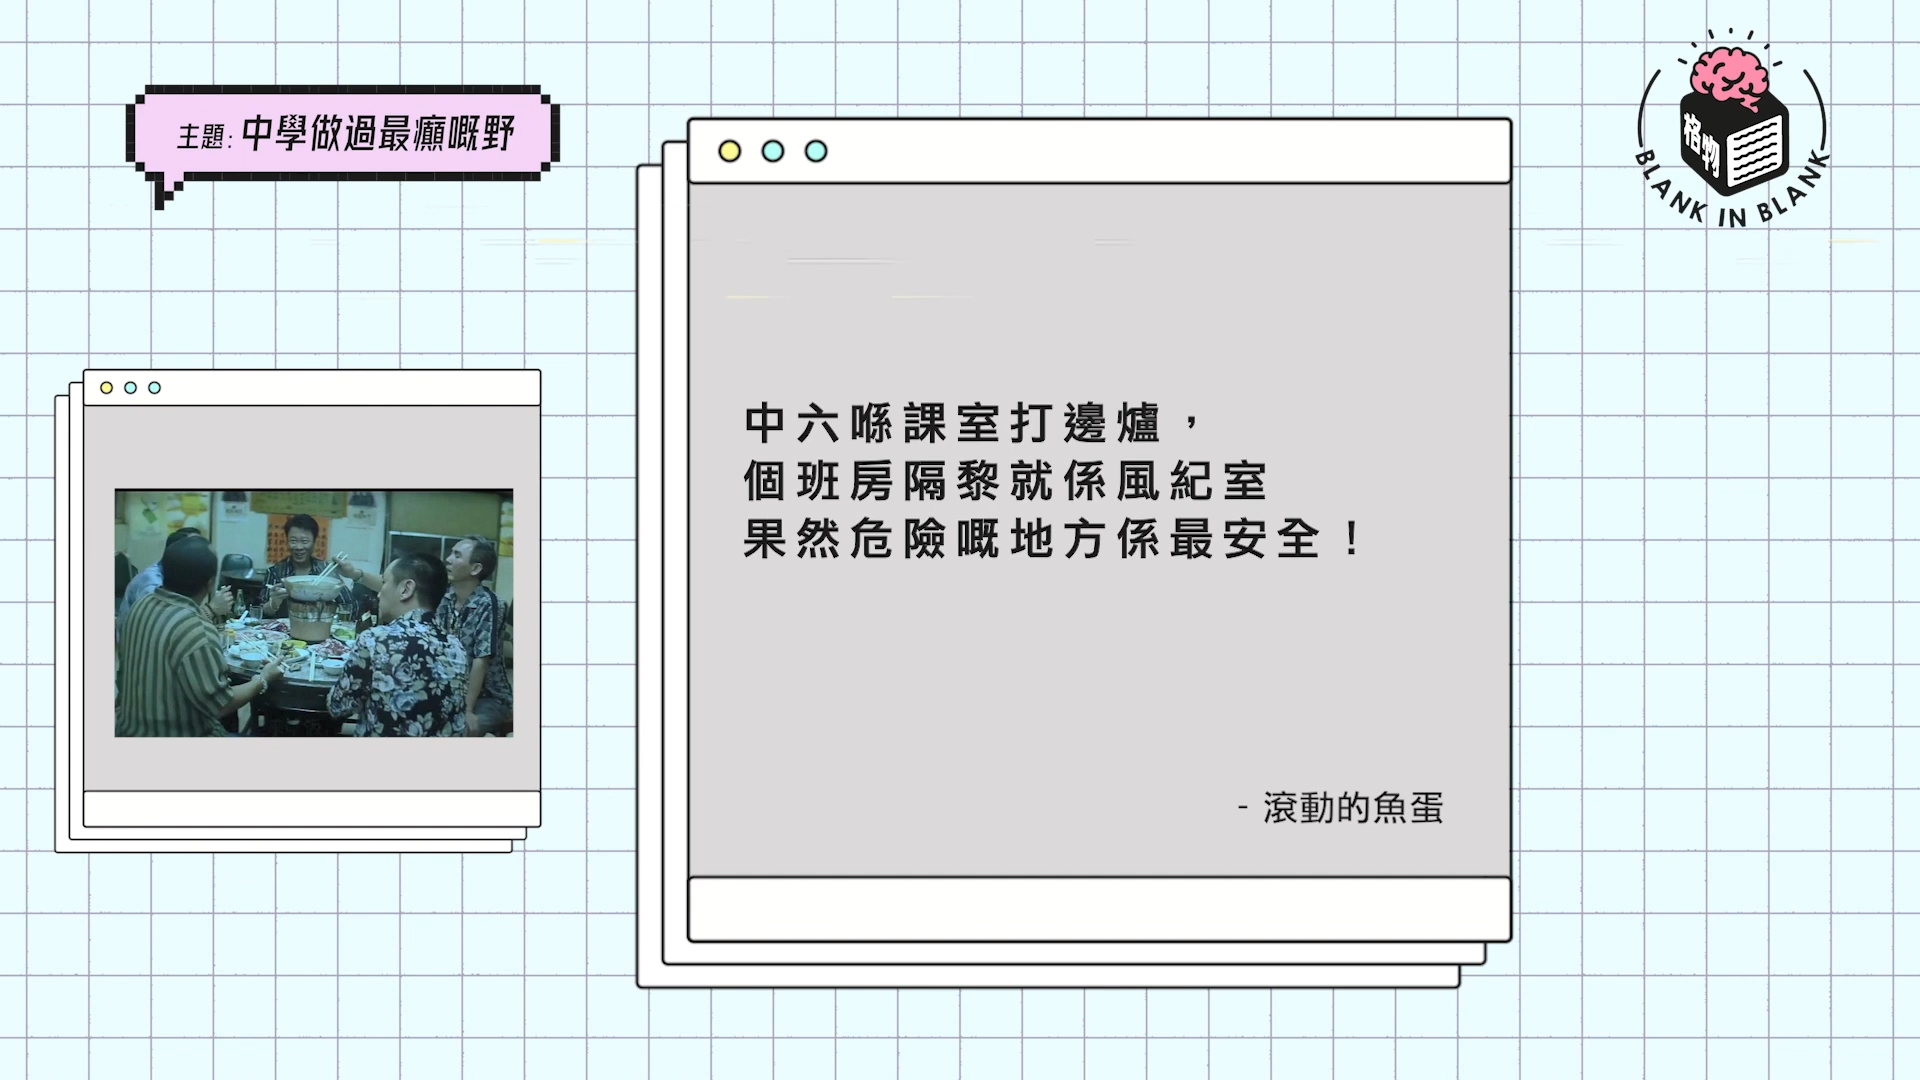 主題: 中學做過最癲嘅野
格物
BLANK IN BLANK
中六喺課室打邊爐，
個班房隔黎就係風紀室
果然危險嘅地方係最安全！
- 滾動的魚蛋